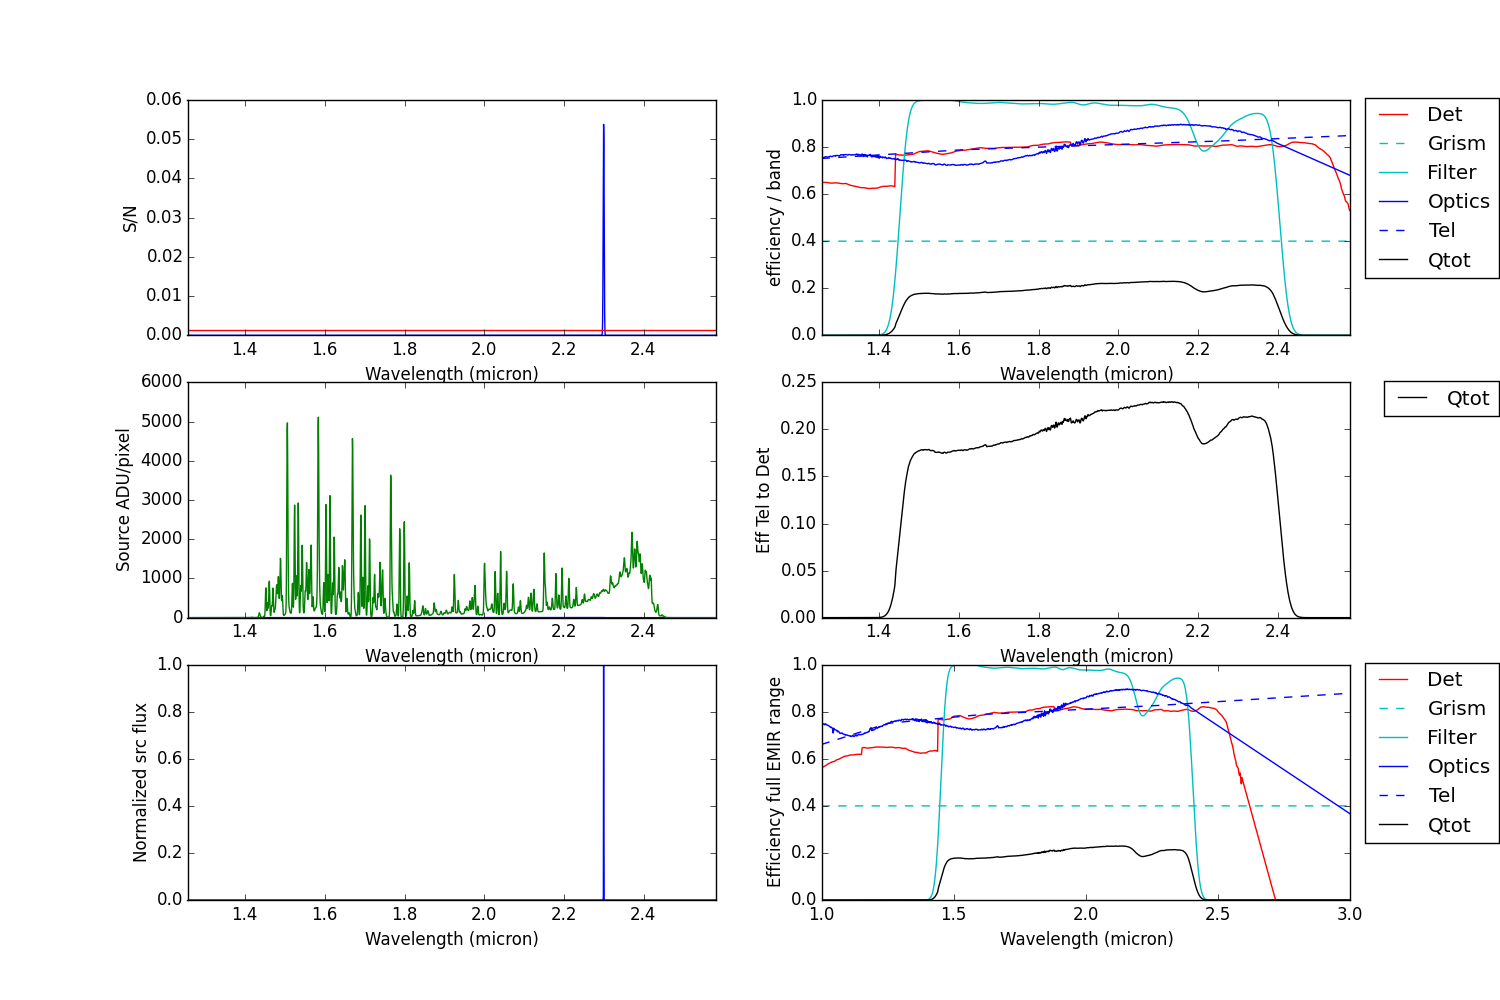 0.06
0.05
0.04
0.03
0.02
0.01
0.00
S/N
1.4 1.6 1.8 2.0 2.2 2.4
Wavelength (micron)
1.0
0.8
0.6
0.4
0.2
0.0
efficiency / band
1.4 1.6 1.8 2.0 2.2 2.4
Wavelength (micron)
Det
Grism
Filter
Optics
Tel
Qtot
6000
5000
4000
3000
2000
1000
0
Source ADU/pixel
1.4 1.6 1.8 2.0 2.2 2.4
Wavelength (micron)
0.25
0.20
0.15
0.10
0.05
0.00
Eff Tel to Det
1.4 1.6 1.8 2.0 2.2 2.4
Wavelength (micron)
Qtot
1.0
0.8
0.6
0.4
0.2
0.0
Normalized src flux
1.4 1.6 1.8 2.0 2.2 2.4
Wavelength (micron)
1.0
0.8
0.6
0.4
0.2
0.0
Efficiency full EMIR range
1.0 1.5 2.0 2.5 3.0
Wavelength (micron)
Det
Grism
Filter
Optics
Tel
Qtot